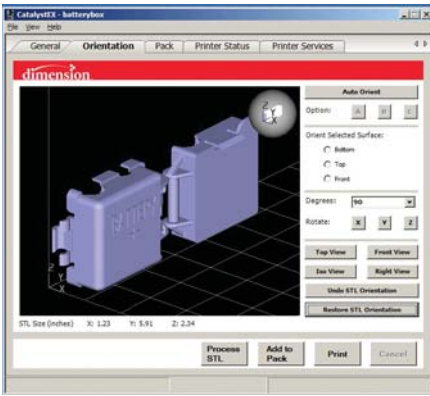 CatalystEX - batterybox
File View Help
General Orientation Pack Printer Status Printer Services
dimension
Auto Orient
Option: A B C
Orient Selected Surface:
Bottom
Top
Front
Degrees: 90
Rotate: X Y Z
Top View Front View
Iso View Right View
Undo STL Orientation
Restore STL Orientation
Z
Y
X
Z
Y
X
STL Size (inches) X: 1.23 Y: 5.91 Z: 2.34
Process STL
Add to Pack
Print
Cancel